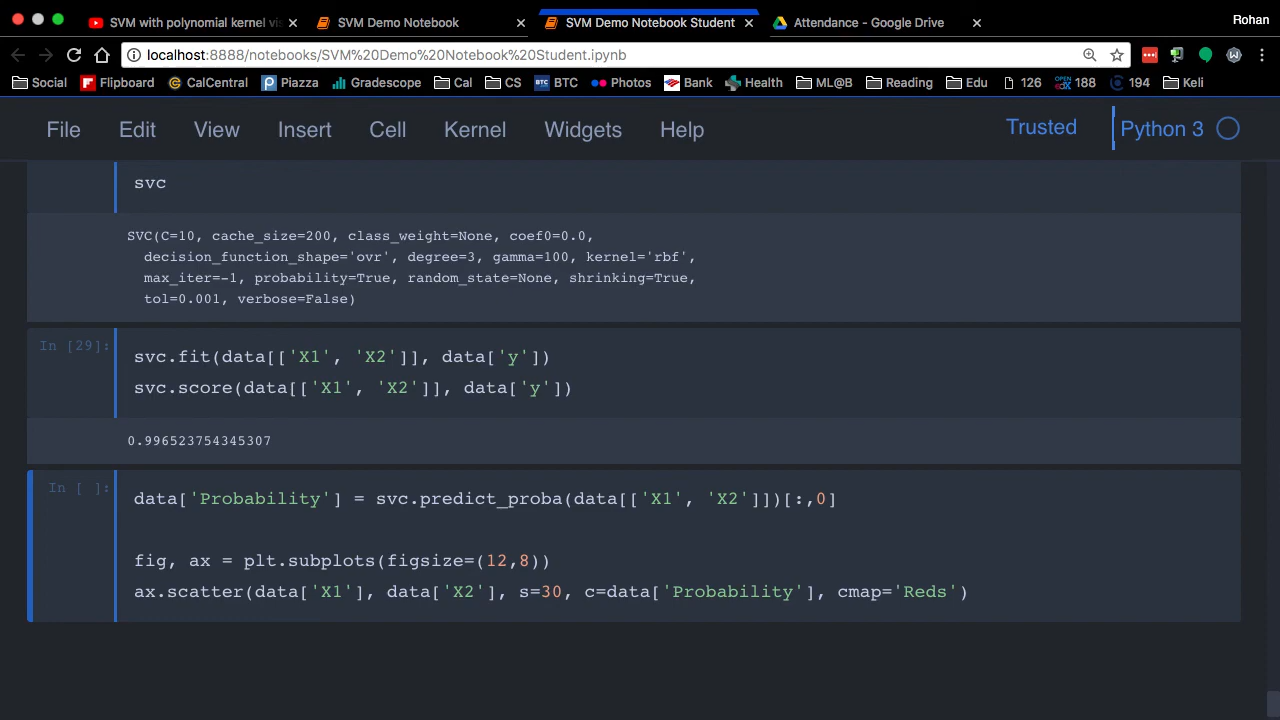 SVM with polynomial kernel vis
SVM Demo Notebook
SVM Demo Notebook Student
Attendance - Google Drive
Rohan
localhost:8888/notebooks/SVM%20Demo%20Notebook%20Student.ipynb
Social Flipboard CalCentral Piazza Gradescope Cal CS BTC BTC Photos Bank Health ML@B Reading Edu 126 188 194 Keli
File Edit View Insert Cell Kernel Widgets Help Trusted Python 3
svc
SVC(C=10, cache_size=200, class_weight=None, coef0=0.0,
decision_function_shape='ovr', degree=3, gamma=100, kernel='rbf',
max_iter=-1, probability=True, random_state=None, shrinking=True,
tol=0.001, verbose=False)
In [29]:
svc.fit(data[['X1', 'X2']], data['y'])
svc.score(data[['X1', 'X2']], data['y'])
0.996523754345307
In [ ]:
data['Probability'] = svc.predict_proba(data[['X1', 'X2']])[:,0]
fig, ax = plt.subplots(figsize=(12,8))
ax.scatter(data['X1'], data['X2'], s=30, c=data['Probability'], cmap='Reds')